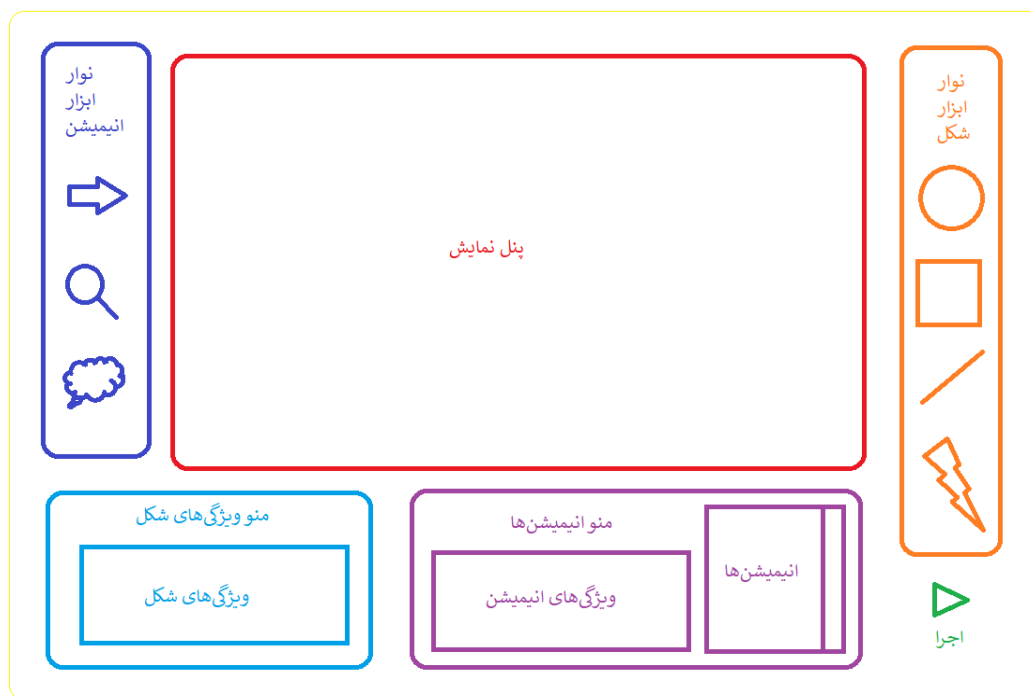 نوار
ابزار
شکل
نوار
ابزار
انیمیشن
پنل نمایش
منو انیمیشن‌ها
انیمیشن‌ها
ویژگی‌های انیمیشن
منو ویژگی‌های شکل
ویژگی‌های شکل
اجرا